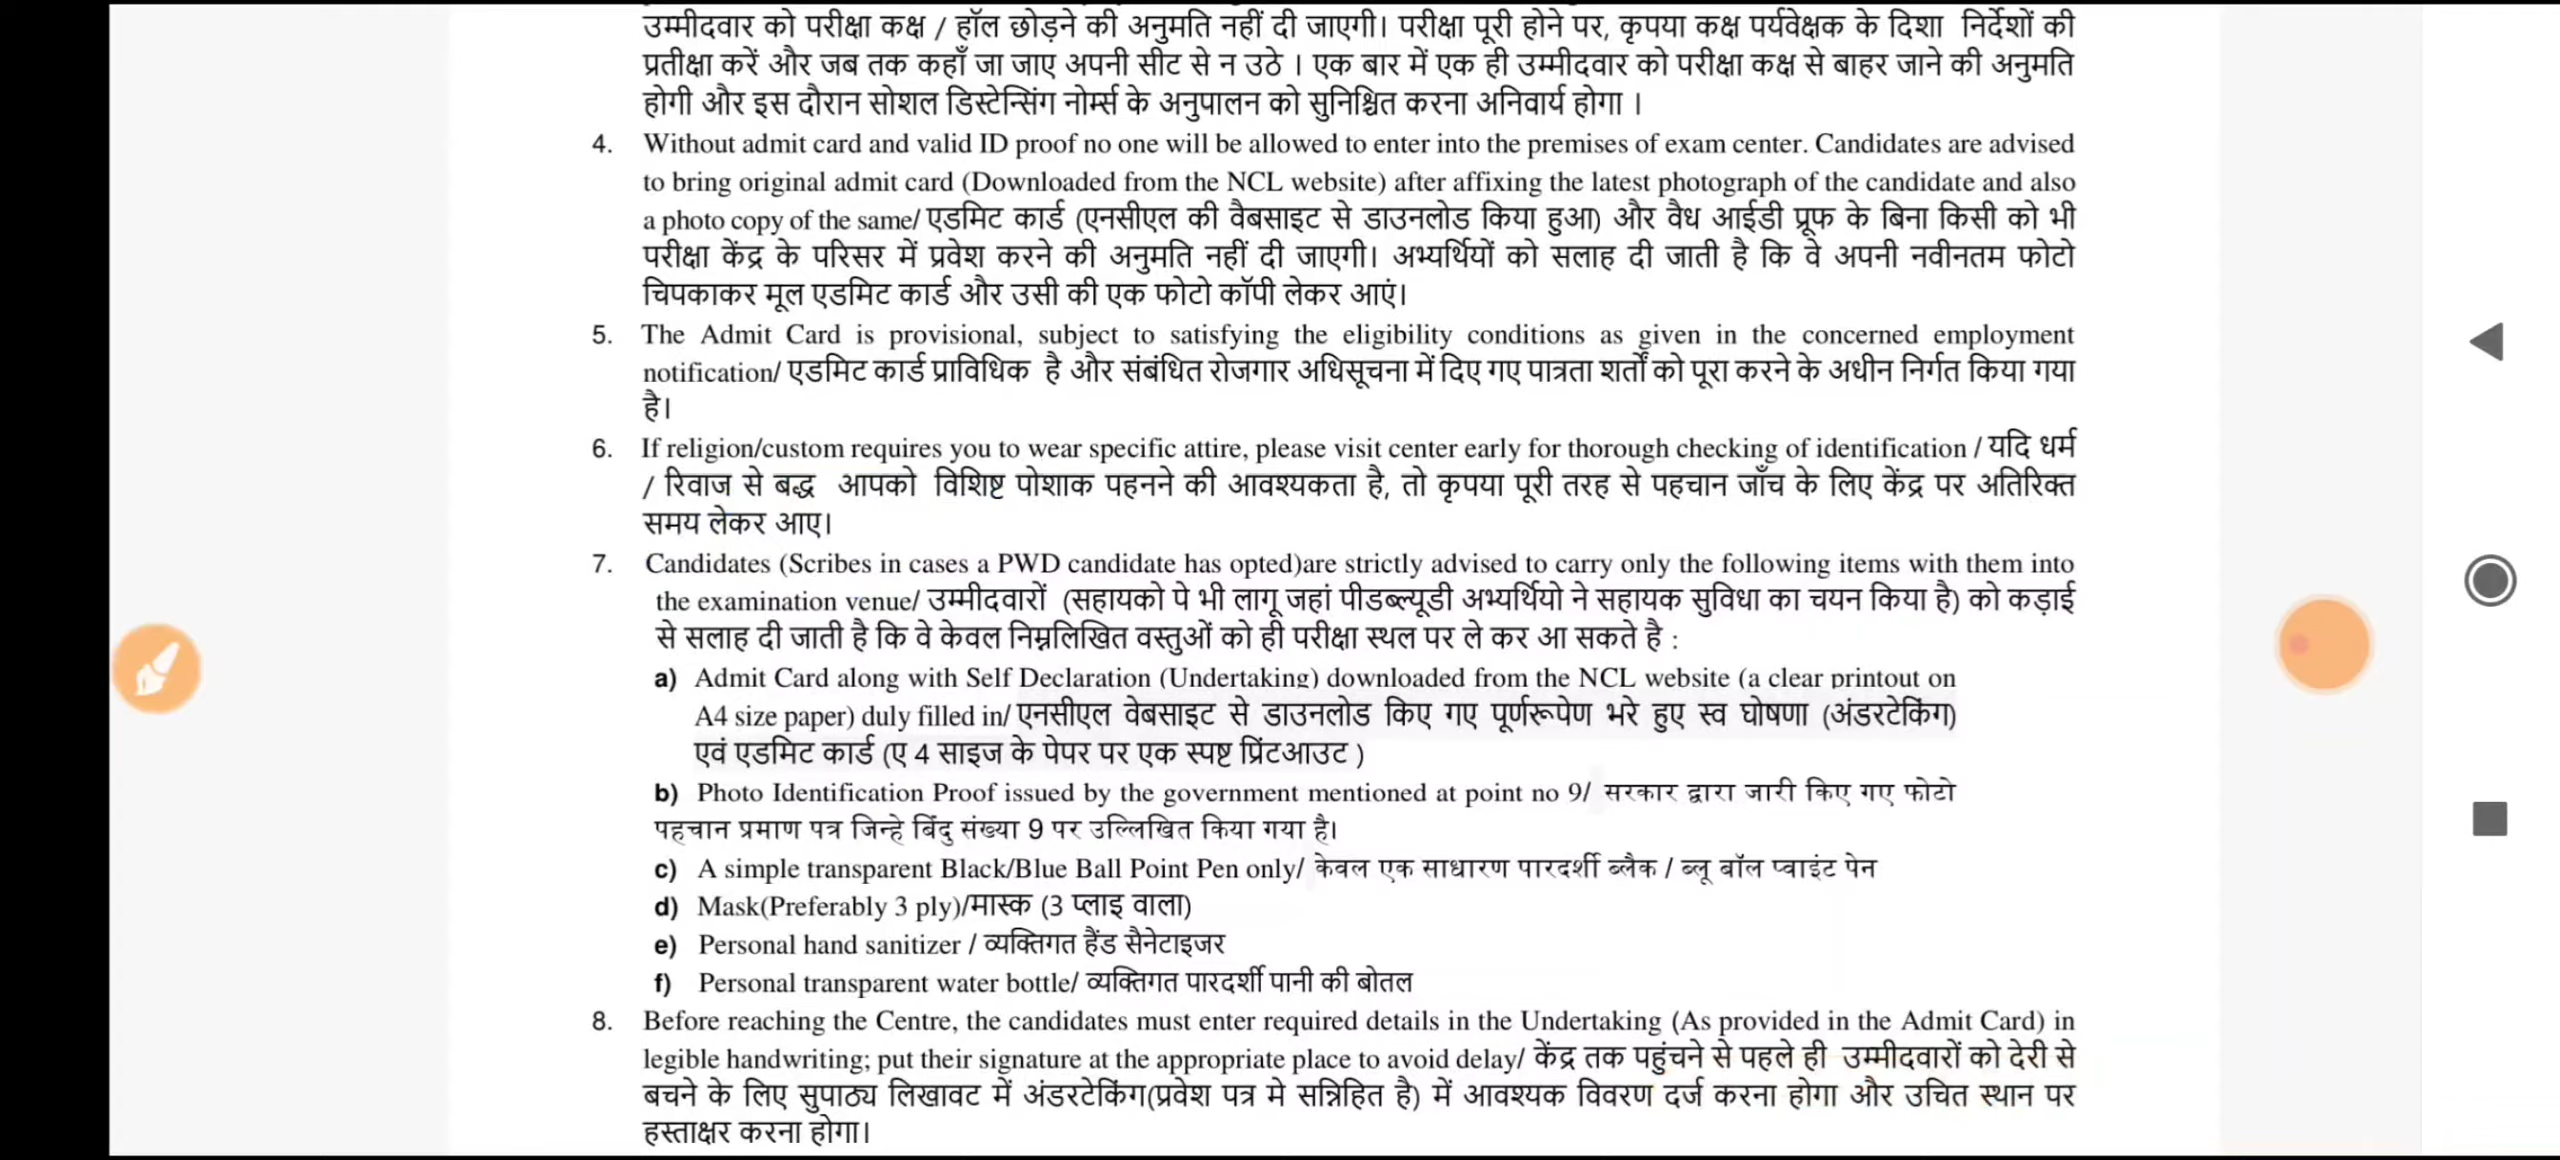 उम्मीदवार को परीक्षा कक्ष / हॉल छोड़ने की अनुमति नहीं दी जाएगी। परीक्षा पूरी होने पर, कृपया कक्ष पर्यवेक्षक के दिशा निर्देशों की
प्रतीक्षा करें और जब तक कहाँ जा जाए अपनी सीट से न उठे । एक बार में एक ही उम्मीदवार को परीक्षा कक्ष से बाहर जाने की अनुमति
होगी और इस दौरान सोशल डिस्टेन्सिंग नोर्म्स के अनुपालन को सुनिश्चित करना अनिवार्य होगा ।
4. Without admit card and valid ID proof no one will be allowed to enter into the premises of exam center. Candidates are advised
to bring original admit card (Downloaded from the NCL website) after affixing the latest photograph of the candidate and also
a photo copy of the same/ एडमिट कार्ड (एनसीएल की वैबसाइट से डाउनलोड किया हुआ) और वैध आईडी प्रूफ के बिना किसी को भी
परीक्षा केंद्र के परिसर में प्रवेश करने की अनुमति नहीं दी जाएगी। अभ्यर्थियों को सलाह दी जाती है कि वे अपनी नवीनतम फोटो
चिपकाकर मूल एडमिट कार्ड और उसी की एक फोटो कॉपी लेकर आएं।
5. The Admit Card is provisional, subject to satisfying the eligibility conditions as given in the concerned employment
notification/ एडमिट कार्ड प्राविधिक है और संबंधित रोजगार अधिसूचना में दिए गए पात्रता शर्तों को पूरा करने के अधीन निर्गत किया गया
है।
6. If religion/custom requires you to wear specific attire, please visit center early for thorough checking of identification / यदि धर्म
/ रिवाज से बद्ध आपको विशिष्ट पोशाक पहनने की आवश्यकता है, तो कृपया पूरी तरह से पहचान जाँच के लिए केंद्र पर अतिरिक्त
समय लेकर आए।
7. Candidates (Scribes in cases a PWD candidate has opted)are strictly advised to carry only the following items with them into
the examination venue/ उम्मीदवारों (सहायको पे भी लागू जहां पीडब्ल्यूडी अभ्यर्थियो ने सहायक सुविधा का चयन किया है) को कड़ाई
से सलाह दी जाती है कि वे केवल निम्नलिखित वस्तुओं को ही परीक्षा स्थल पर ले कर आ सकते है :
a) Admit Card along with Self Declaration (Undertaking) downloaded from the NCL website (a clear printout on
A4 size paper) duly filled in/ एनसीएल वेबसाइट से डाउनलोड किए गए पूर्णरूपेण भरे हुए स्व घोषणा (अंडरटेकिंग)
एवं एडमिट कार्ड (ए 4 साइज के पेपर पर एक स्पष्ट प्रिंटआउट )
b) Photo Identification Proof issued by the government mentioned at point no 9/ सरकार द्वारा जारी किए गए फोटो
पहचान प्रमाण पत्र जिन्हे बिंदु संख्या 9 पर उल्लिखित किया गया है।
c) A simple transparent Black/Blue Ball Point Pen only/ केवल एक साधारण पारदर्शी ब्लैक / ब्लू बॉल प्वाइंट पेन
d) Mask(Preferably 3 ply)/मास्क (3 प्लाइ वाला)
e) Personal hand sanitizer / व्यक्तिगत हैंड सैनेटाइजर
f) Personal transparent water bottle/ व्यक्तिगत पारदर्शी पानी की बोतल
8. Before reaching the Centre, the candidates must enter required details in the Undertaking (As provided in the Admit Card) in
legible handwriting; put their signature at the appropriate place to avoid delay/ केंद्र तक पहुंचने से पहले ही उम्मीदवारों को देरी से
बचने के लिए सुपाठ्य लिखावट में अंडरटेकिंग(प्रवेश पत्र मे सन्निहित है) में आवश्यक विवरण दर्ज करना होगा और उचित स्थान पर
हस्ताक्षर करना होगा।